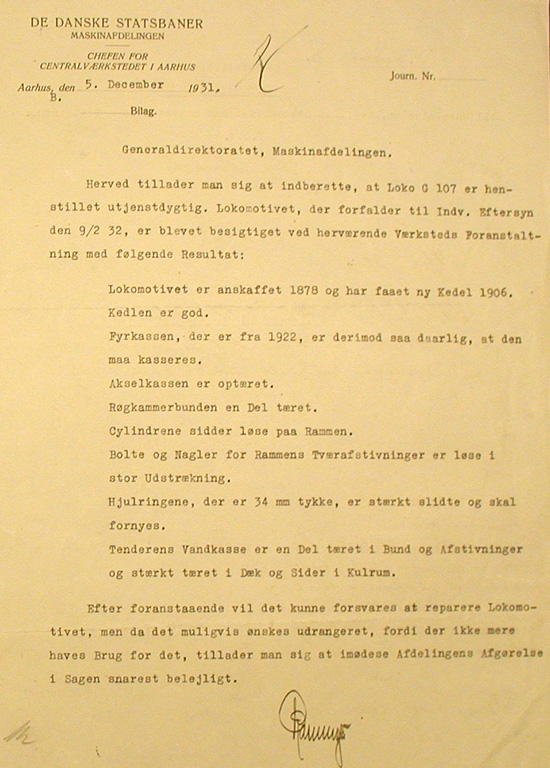 DE DANSKE STATSBANER
MASKINAFDELINGEN
CHEFEN FOR
CENTRALVÆRKSTEDET I AARHUS
Journ. Nr.
Aarhus, den 5. December 1931.
B.
Bilag.
Generaldirektoratet, Maskinafdelingen.
Herved tillader man sig at indberette, at Loko G 107 er hen-
stillet utjenstdygtig. Lokomotivet, der forfalder til Indv. Eftersyn
den 9/2 32, er blevet besigtiget ved herværende Værksteds Foranstalt-
ning med følgende Resultat:
Lokomotivet er anskaffet 1878 og har faaet ny Kedel 1906.
Kedlen er god.
Fyrkassen, der er fra 1922, er derimod saa daarlig, at den
maa kasseres.
Akselkassen er optæret.
Røgkammerbunden en Del tæret.
Cylindrene sidder løse paa Rammen.
Bolte og Nagler for Rammens Tværafstivninger er løse i
stor Udstrækning.
Hjulringene, der er 34 mm tykke, er stærkt slidte og skal
fornyes.
Tenderens Vandkasse er en Del tæret i Bund og Afstivninger
og stærkt tæret i Dæk og Sider i Kulrum.
Efter foranstaaende vil det kunne forsvares at reparere Lokomo-
tivet, men da det muligvis ønskes udrangeret, fordi der ikke mere
haves Brug for det, tillader man sig at imødese Afdelingens Afgørelse
i Sagen snarest belejligt.